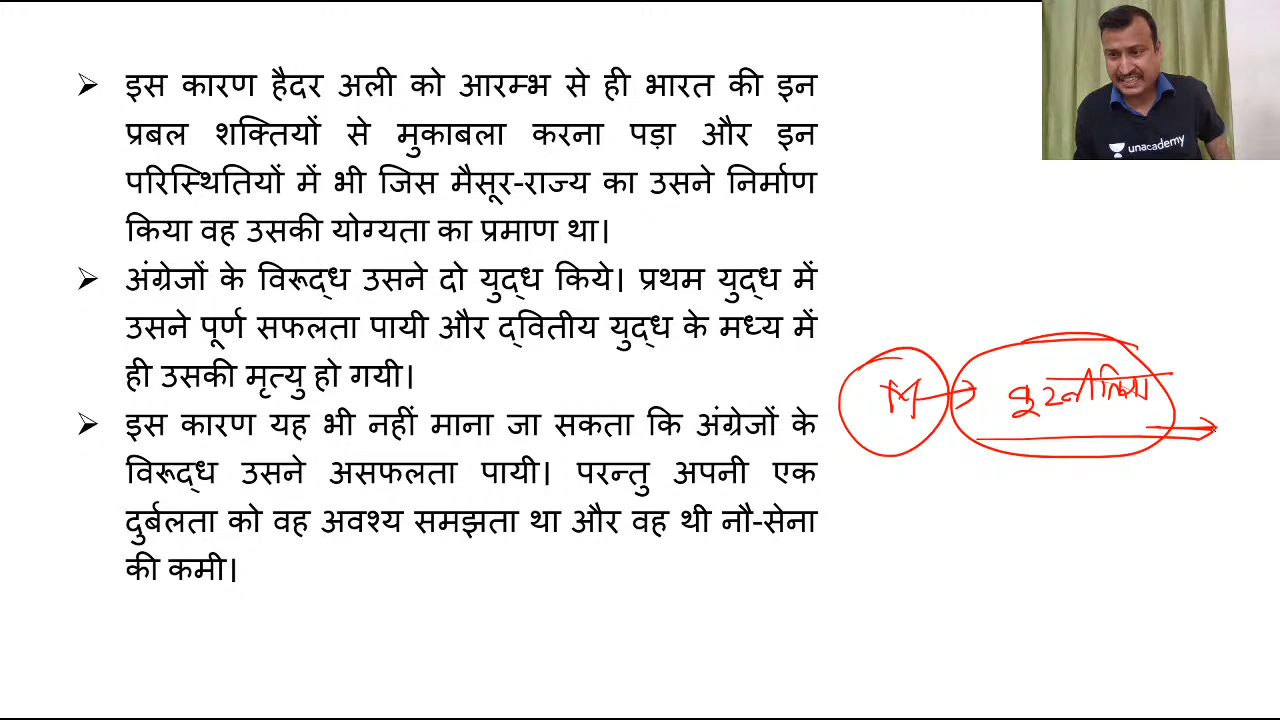 इस कारण हैदर अली को आरम्भ से ही भारत की इन
प्रबल शक्तियों से मुकाबला करना पड़ा और इन
परिस्थितियों में भी जिस मैसूर-राज्य का उसने निर्माण
किया वह उसकी योग्यता का प्रमाण था।
अंग्रेजों के विरूद्ध उसने दो युद्ध किये। प्रथम युद्ध में
उसने पूर्ण सफलता पायी और द्वितीय युद्ध के मध्य में
ही उसकी मृत्यु हो गयी।
इस कारण यह भी नहीं माना जा सकता कि अंग्रेजों के
विरूद्ध उसने असफलता पायी। परन्तु अपनी एक
दुर्बलता को वह अवश्य समझता था और वह थी नौ-सेना
की कमी।
unacademy
M